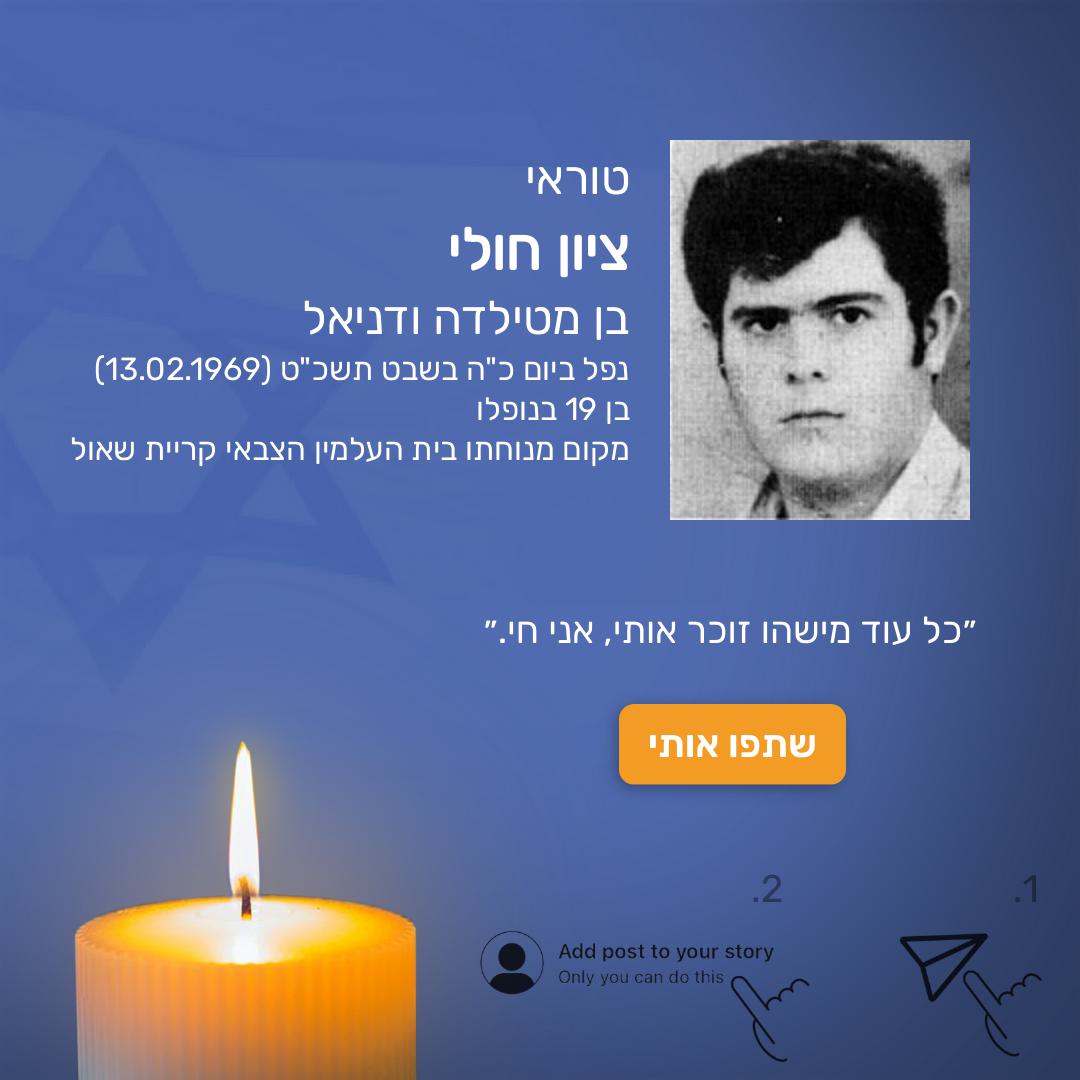 טוראי
ציון חולי
בן מטילדה ודניאל
נפל ביום כ"ה בשבט תשכ"ט (13.02.1969)
בן 19 בנופלו
מקום מנוחתו בית העלמין הצבאי קריית שאול
״כל עוד מישהו זוכר אותי, אני חי.״
שתפו אותי
1.
2.
Add post to your story
Only you can do this